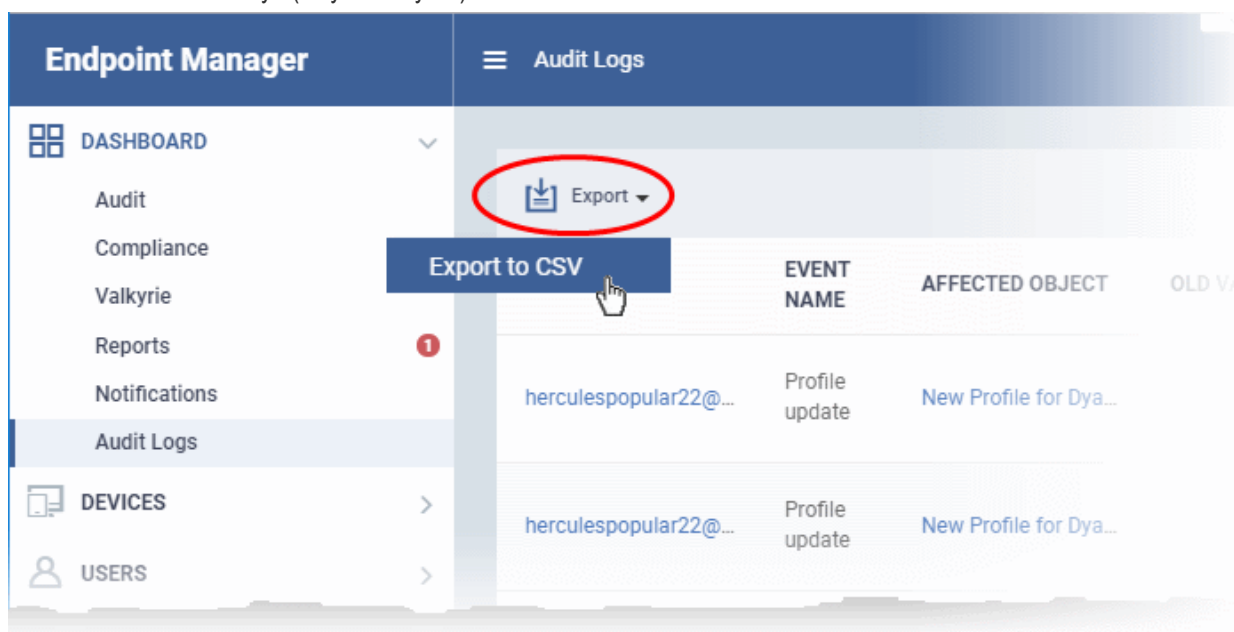 Endpoint Manager
Audit Logs
DASHBOARD
Export
Audit
Compliance
Export to CSV
EVENT
NAME
AFFECTED OBJECT
OLD
Valkyrie
Reports
1
Notifications
herculespopular22@...
Profile
update
New Profile for Dya...
Audit Logs
DEVICES
herculespopular22@...
Profile
update
New Profile for Dya...
USERS